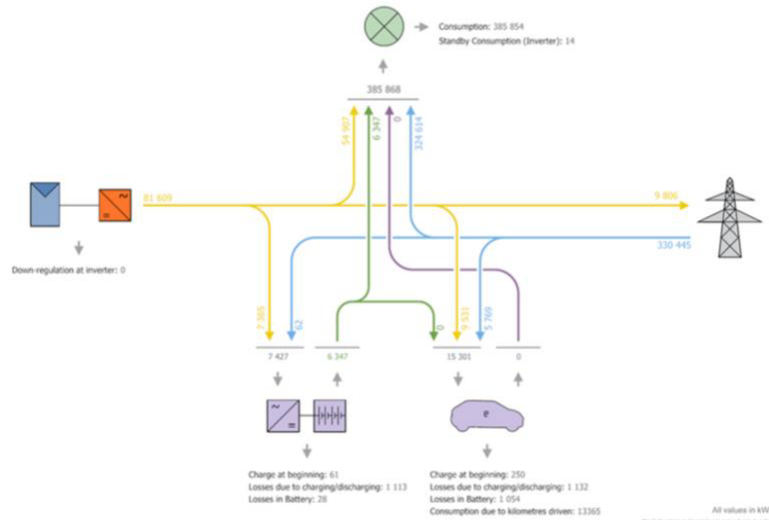 Consumption: 385 854
Standby Consumption (Inverter): 14
385 868
54 907
6 347
0
324 614
81 609
9 806
330 445
Down-regulation at inverter: 0
7 365
62
0
9 531
5 769
7 427
6 347
15 301
0
e
Charge at beginning: 61
Losses due to charging/discharging: 1 113
Losses in Battery: 28
Charge at beginning: 250
Losses due to charging/discharging: 1 132
Losses in Battery: 1 054
Consumption due to kilometres driven: 13365
All values in kW